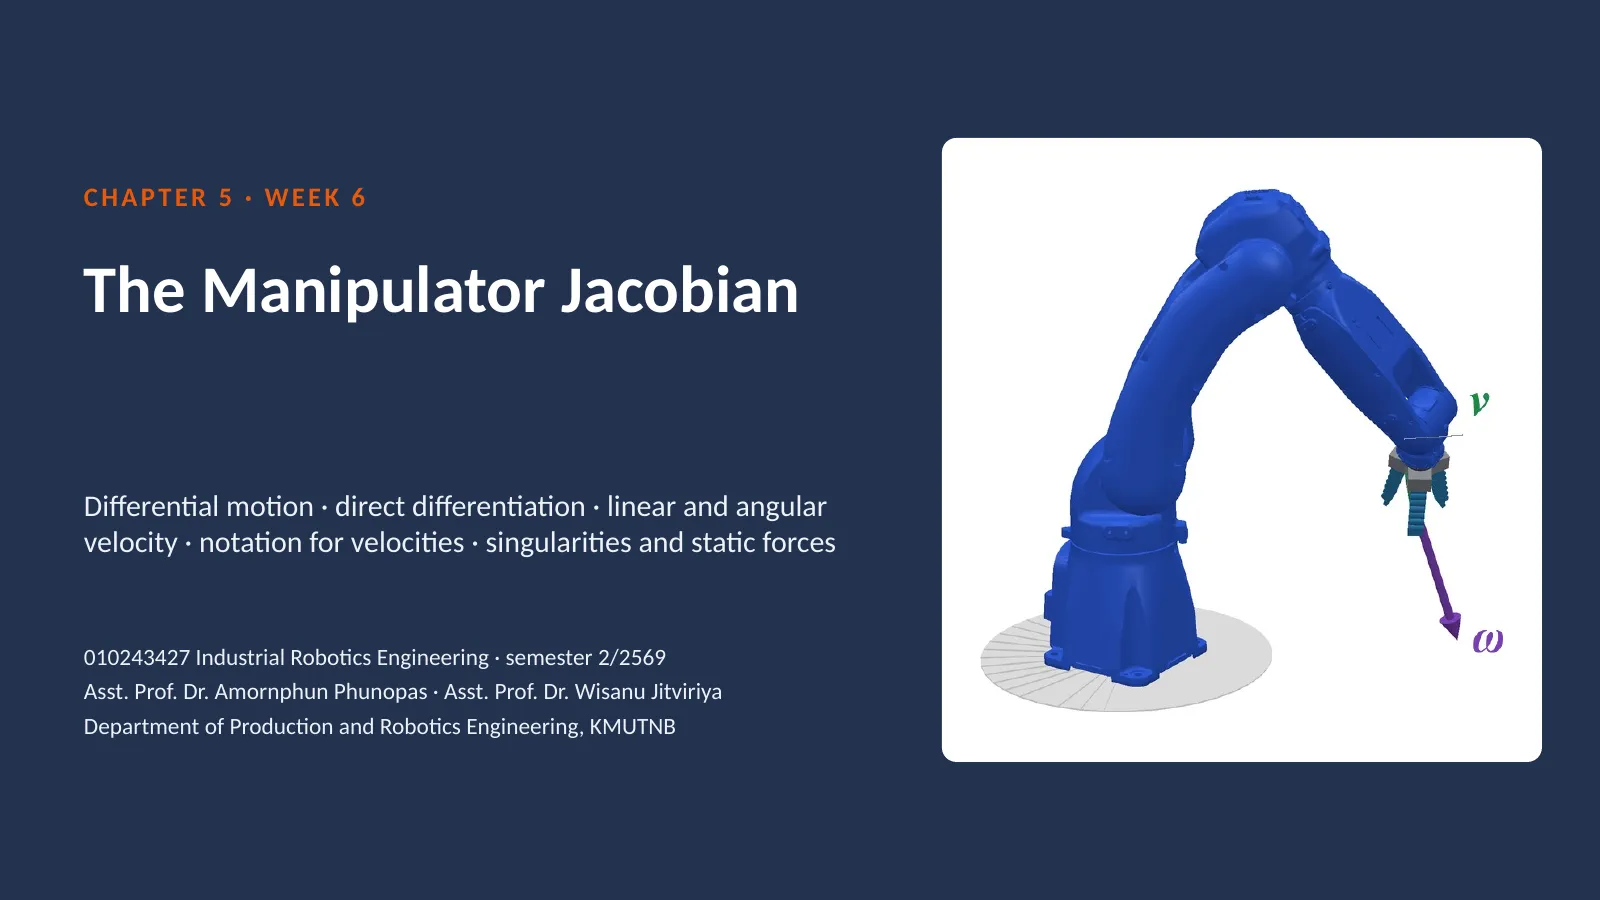 CHAPTER 5 · WEEK 6
The Manipulator Jacobian
Differential motion · direct differentiation · linear and angular
velocity · notation for velocities · singularities and static forces
010243427 Industrial Robotics Engineering · semester 2/2569
Asst. Prof. Dr. Amornphun Phunopas · Asst. Prof. Dr. Wisanu Jitviriya
Department of Production and Robotics Engineering, KMUTNB
v
ω